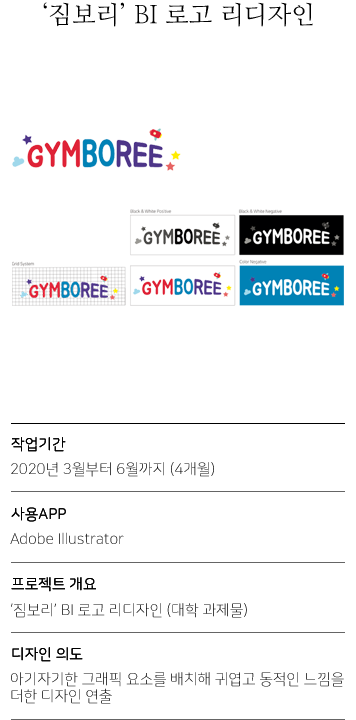 ‘짐보리’ BI 로고 리디자인
GYMBOREE
Black & White Positive
Black & White Negative
GYMBOREE
GYMBOREE
Grid System
Color Negative
GYMBOREE
GYMBOREE
GYMBOREE
작업기간
2020년 3월부터 6월까지 (4개월)
사용APP
Adobe Illustrator
프로젝트 개요
‘짐보리’ BI 로고 리디자인 (대학 과제물)
디자인 의도
아기자기한 그래픽 요소를 배치해 귀엽고 동적인 느낌을
더한 디자인 연출